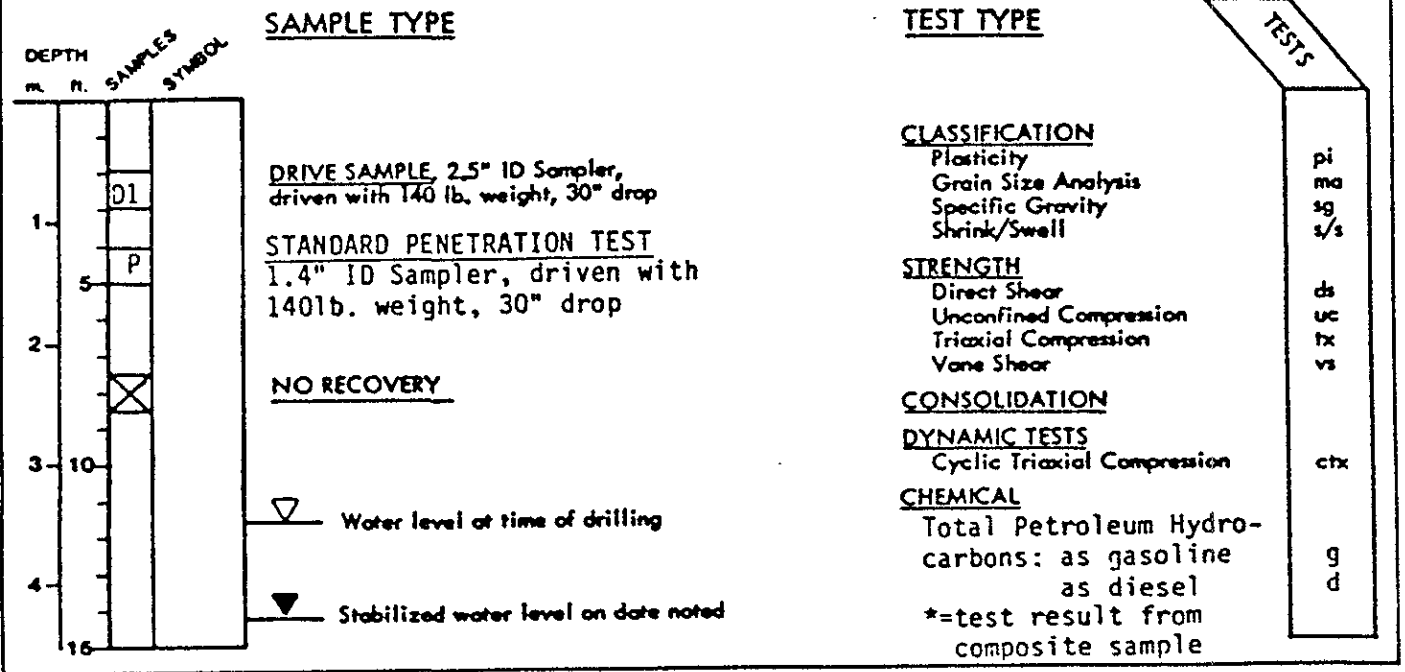 SAMPLE TYPE
TEST TYPE
TESTS
DEPTH
m. ft. SAMPLES SYMBOL
CLASSIFICATION
Plasticity pi
Grain Size Analysis ma
Specific Gravity sg
Shrink/Swell s/s
DRIVE SAMPLE, 2.5" ID Sampler,
driven with 140 lb. weight, 30" drop
D1
1
STANDARD PENETRATION TEST
1.4" ID Sampler, driven with
140lb. weight, 30" drop
P
5
STRENGTH
Direct Shear ds
Unconfined Compression uc
Triaxial Compression tx
Vane Shear vs
2
NO RECOVERY
CONSOLIDATION
DYNAMIC TESTS
Cyclic Triaxial Compression ctx
3 10
CHEMICAL
Total Petroleum Hydro-
carbons: as gasoline g
as diesel d
*=test result from
composite sample
Water level at time of drilling
4
Stabilized water level on date noted
15